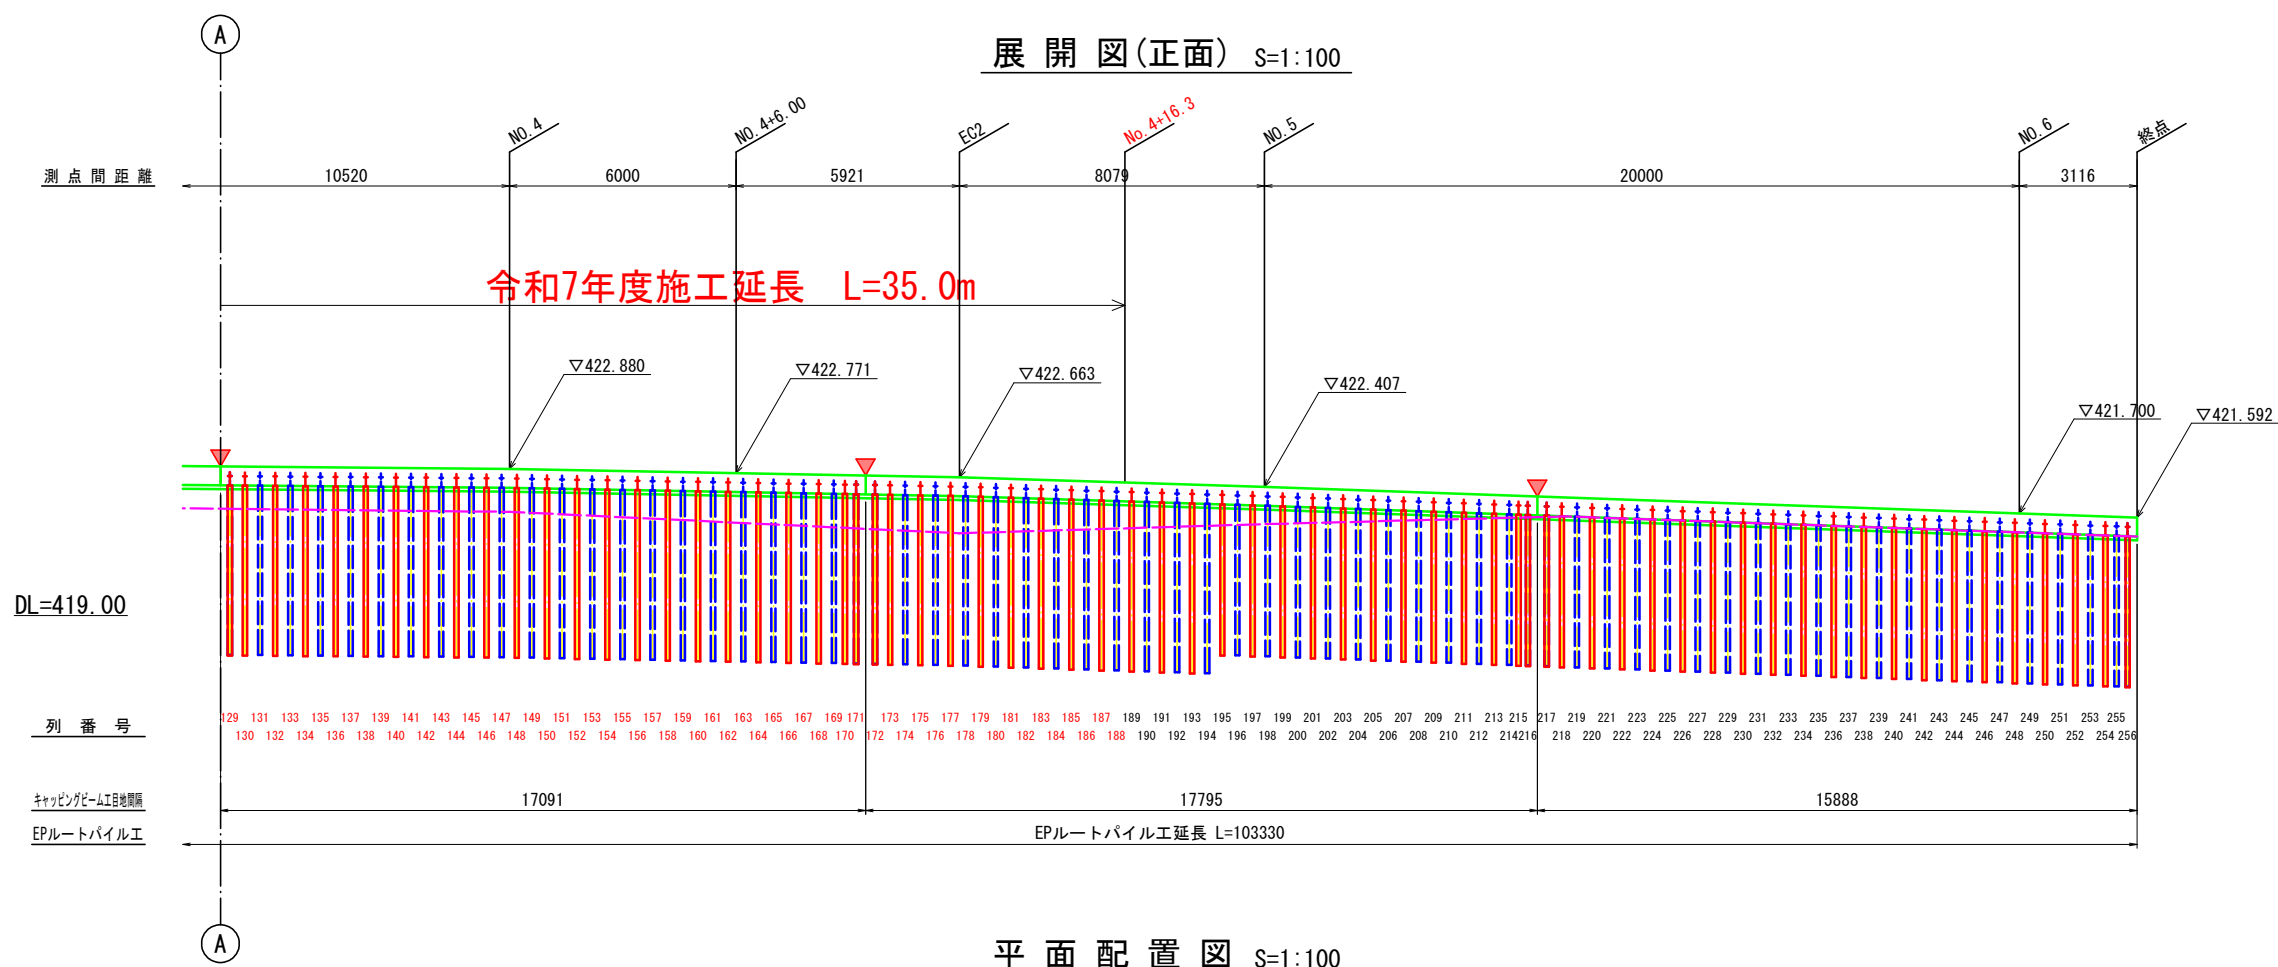 A
展開図(正面) S=1:100
NO.4
NO.4+6.00
EC2
No.4+16.3
NO.5
NO.6
終点
測点間距離
10520 6000 5921 8079 20000 3116
令和7年度施工延長 L=35.0m
▽422.880
▽422.771
▽422.663
▽422.407
▽421.700
▽421.592
DL=419.00
列番号
129 131 133 135 137 139 141 143 145 147 149 151 153 155 157 159 161 163 165 167 169 171 173 175 177 179 181 183 185 187 189 191 193 195 197 199 201 203 205 207 209 211 213 215 217 219 221 223 225 227 229 231 233 235 237 239 241 243 245 247 249 251 253 255
130 132 134 136 138 140 142 144 146 148 150 152 154 156 158 160 162 164 166 168 170 172 174 176 178 180 182 184 186 188 190 192 194 196 198 200 202 204 206 208 210 212 214 216 218 220 222 224 226 228 230 232 234 236 238 240 242 244 246 248 250 252 254 256
キャッピングビーム工目地間隔
17091 17795 15888
EPルートパイル工
EPルートパイル工延長 L=103330
A
平面配置図 S=1:100